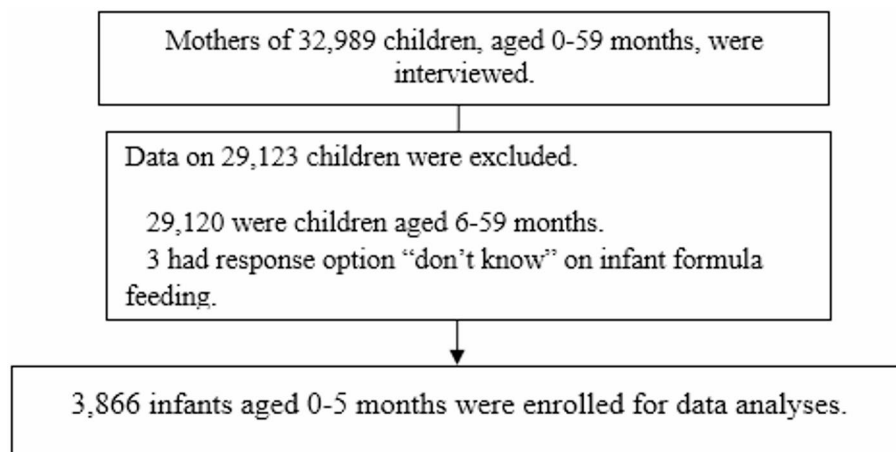 Mothers of 32,989 children, aged 0-59 months, were
interviewed.
Data on 29,123 children were excluded.
29,120 were children aged 6-59 months.
3 had response option “don’t know” on infant formula
feeding.
3,866 infants aged 0-5 months were enrolled for data analyses.